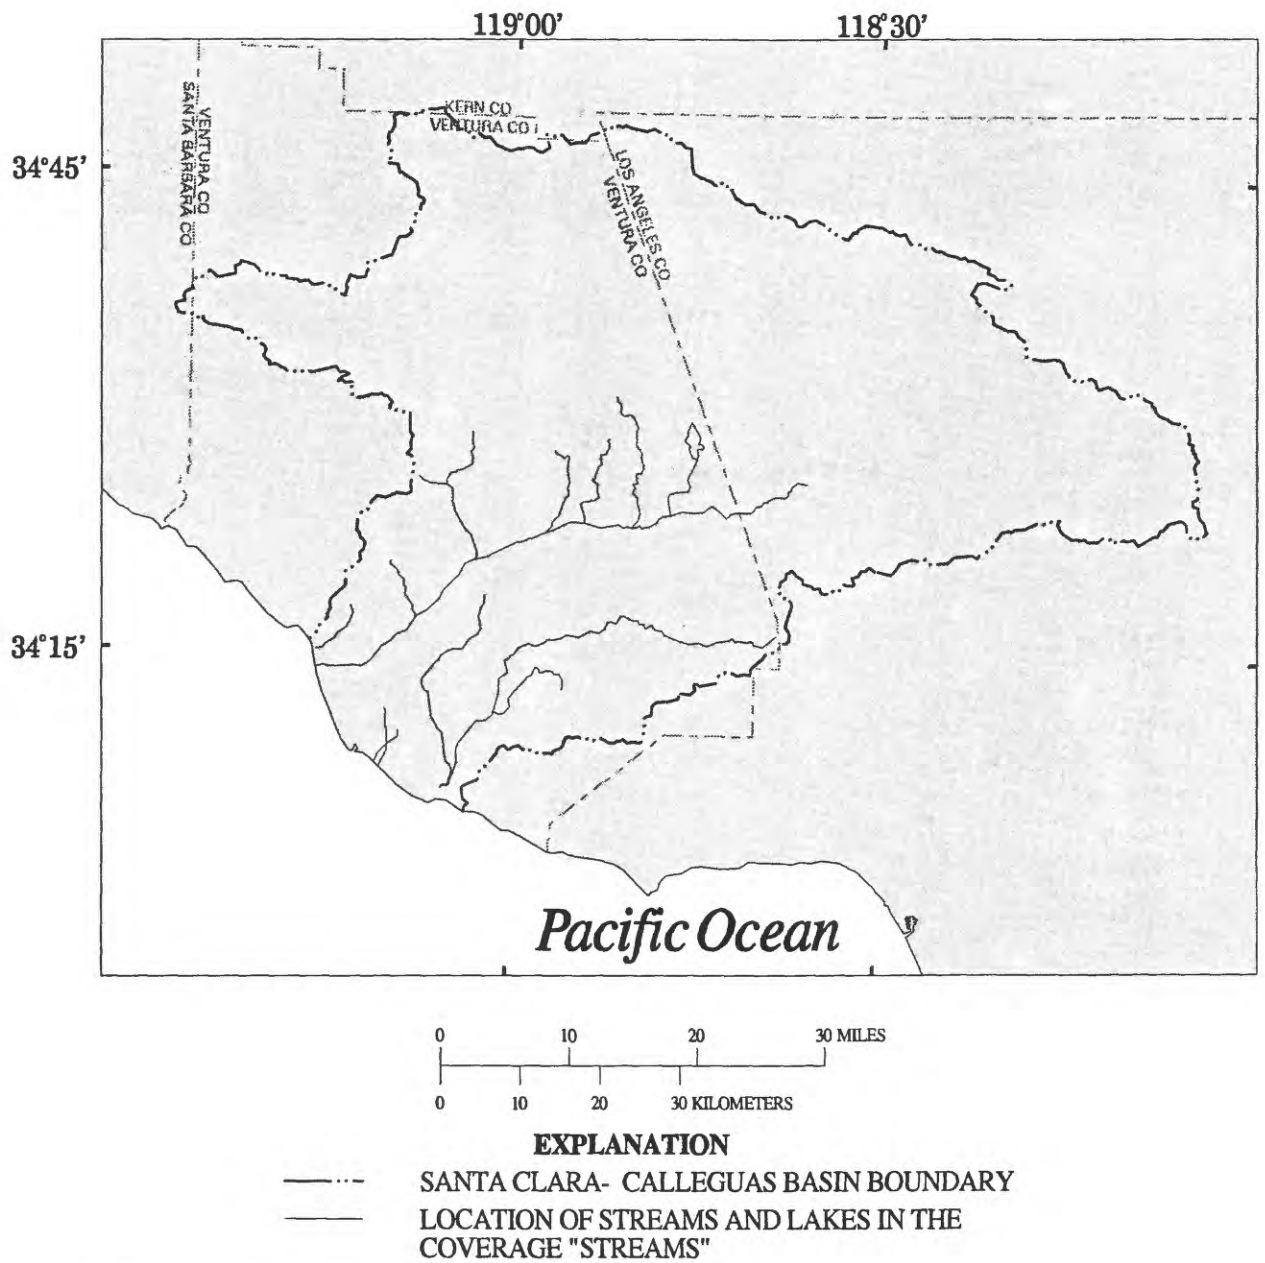 119°00' 118°30'
KERN CO
VENTURA CO
VENTURA CO
SANTA BARBARA CO
34°45'
LOS ANGELES CO
VENTURA CO
34°15'
Pacific Ocean
0 10 20 30 MILES
0 10 20 30 KILOMETERS
EXPLANATION
SANTA CLARA- CALLEGUAS BASIN BOUNDARY
LOCATION OF STREAMS AND LAKES IN THE
COVERAGE "STREAMS"